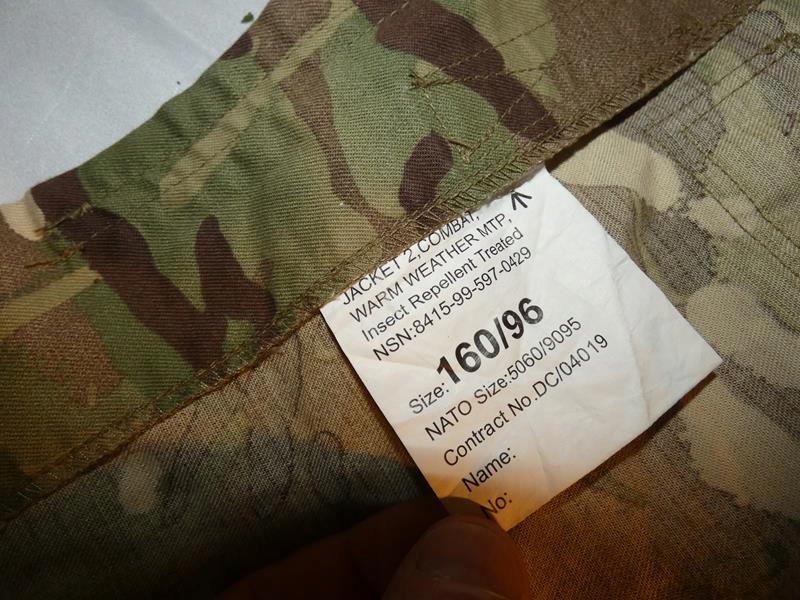 JACKET 2,COMBAT,
WARM WEATHER MTP,
Insect Repellent Treated
NSN:8415-99-597-0429
Size:160/96
NATO Size:5060/9095
Contract No.DC/04019
Name:
No: